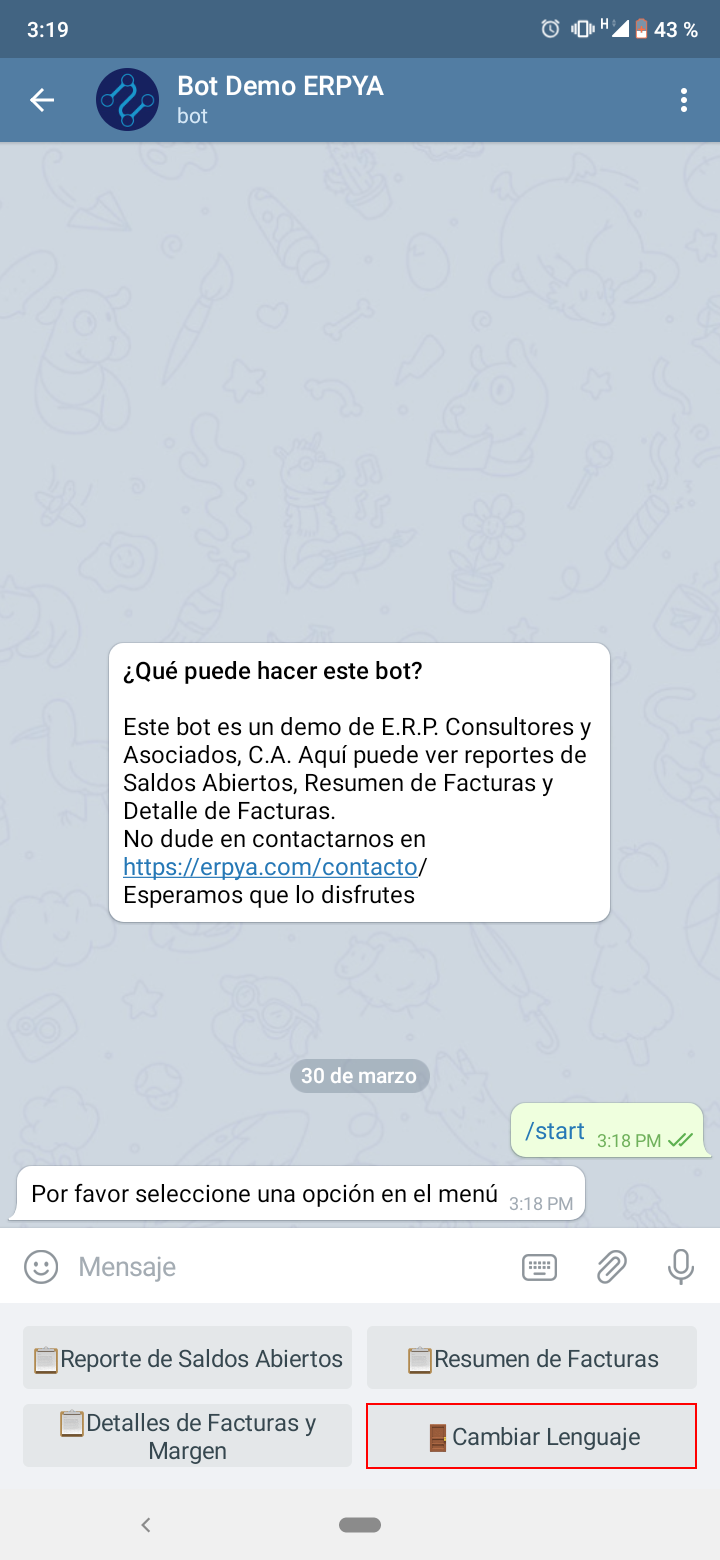 3:19
H
43 %
Bot Demo ERPYA
bot
¿Qué puede hacer este bot?
Este bot es un demo de E.R.P. Consultores y
Asociados, C.A. Aquí puede ver reportes de
Saldos Abiertos, Resumen de Facturas y
Detalle de Facturas.
No dude en contactarnos en
https://erpya.com/contacto/
Esperamos que lo disfrutes
30 de marzo
/start 3:18 PM
Por favor seleccione una opción en el menú 3:18 PM
Mensaje
Reporte de Saldos Abiertos
Resumen de Facturas
Detalles de Facturas y
Margen
Cambiar Lenguaje